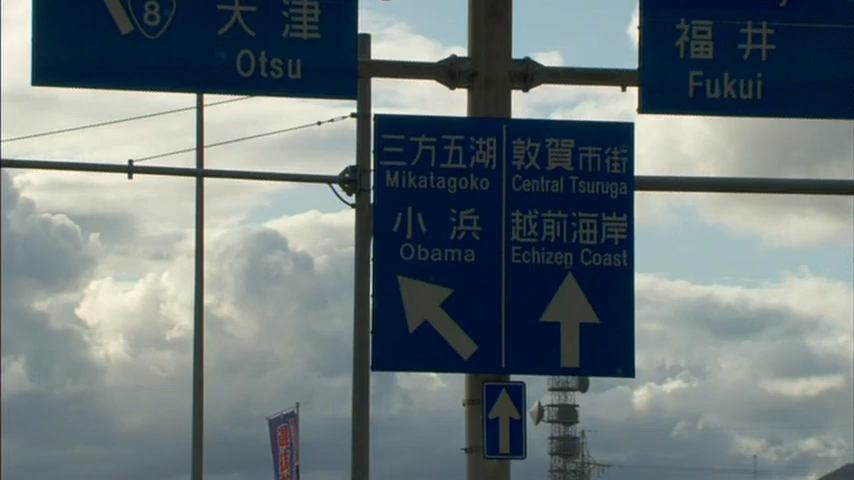 8
大津
Otsu
福井
Fukui
三方五湖
Mikatagoko
小浜
Obama
敦賀市街
Central Tsuruga
越前海岸
Echizen Coast